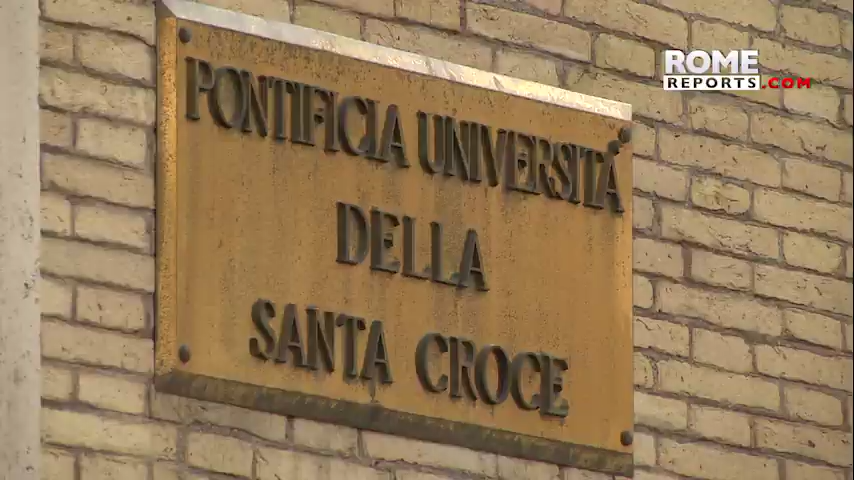 ROME
REPORTS.COM
PONTIFICIA UNIVERSITÀ
DELLA
SANTA CROCE